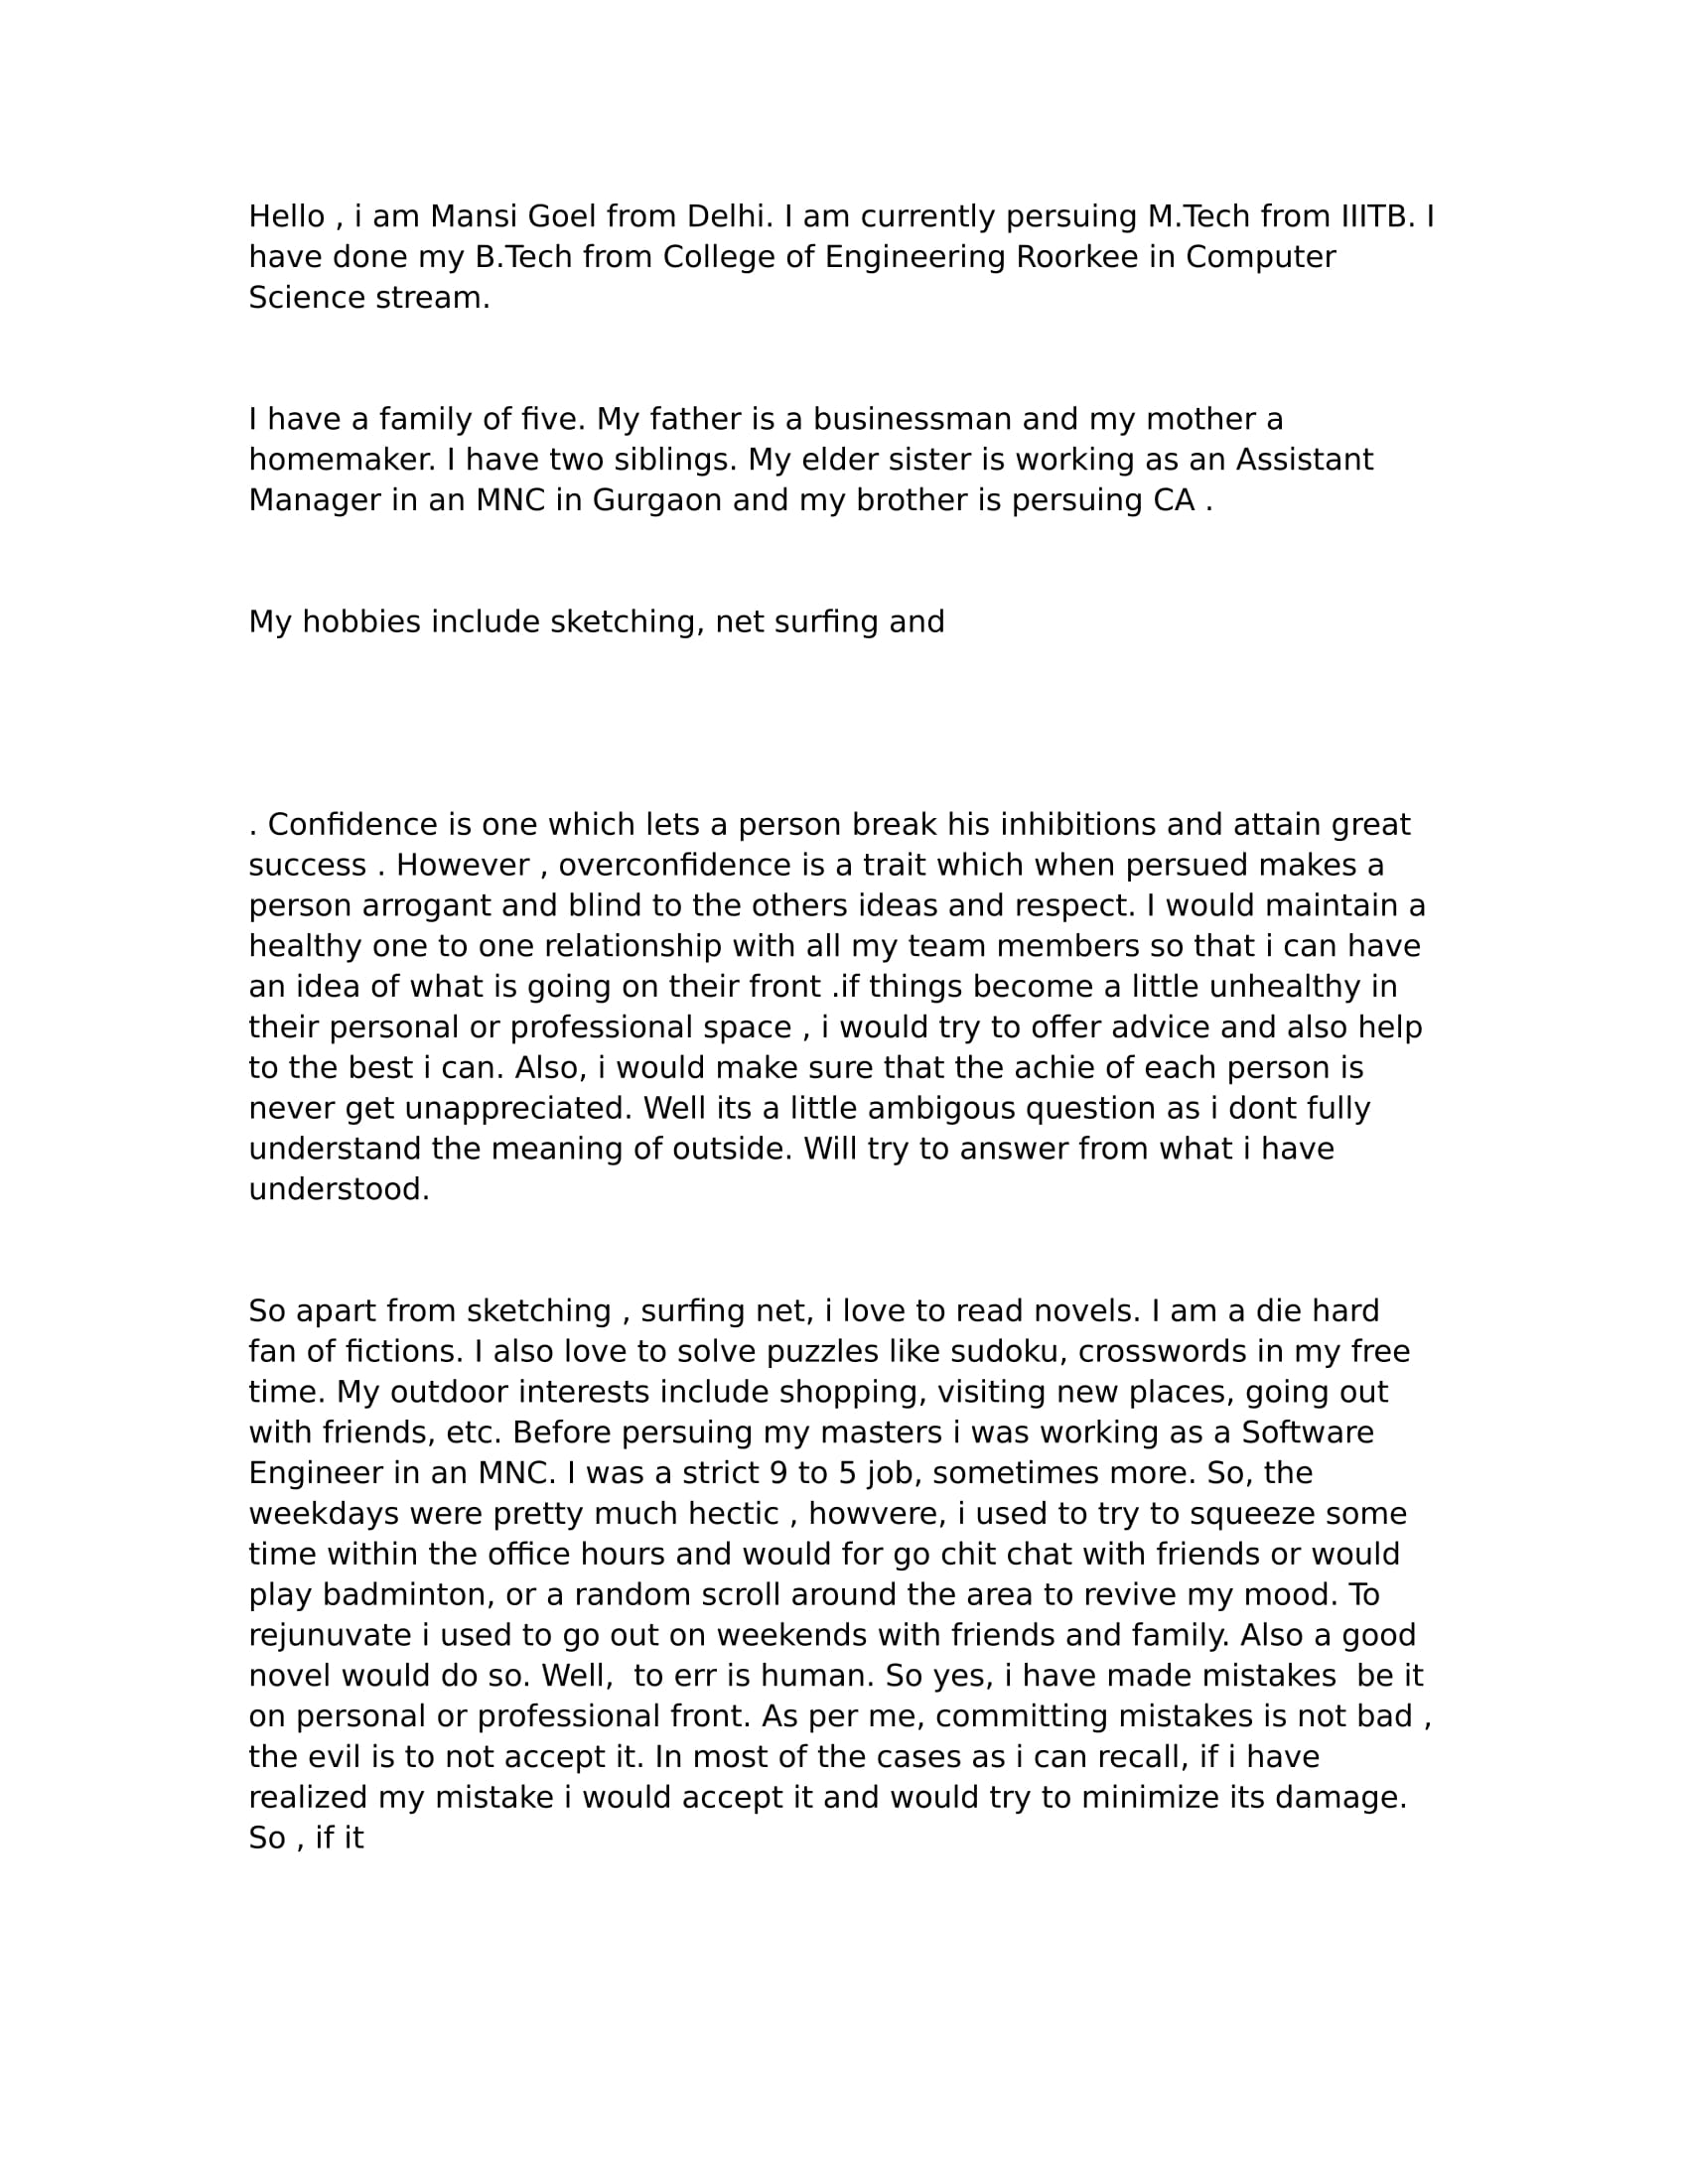 Hello , i am Mansi Goel from Delhi. I am currently persuing M.Tech from IIITB. I
have done my B.Tech from College of Engineering Roorkee in Computer
Science stream.
I have a family of five. My father is a businessman and my mother a
homemaker. I have two siblings. My elder sister is working as an Assistant
Manager in an MNC in Gurgaon and my brother is persuing CA .
My hobbies include sketching, net surfing and
. Confidence is one which lets a person break his inhibitions and attain great
success . However , overconfidence is a trait which when persued makes a
person arrogant and blind to the others ideas and respect. I would maintain a
healthy one to one relationship with all my team members so that i can have
an idea of what is going on their front .if things become a little unhealthy in
their personal or professional space , i would try to offer advice and also help
to the best i can. Also, i would make sure that the achie of each person is
never get unappreciated. Well its a little ambigous question as i dont fully
understand the meaning of outside. Will try to answer from what i have
understood.
So apart from sketching , surfing net, i love to read novels. I am a die hard
fan of fictions. I also love to solve puzzles like sudoku, crosswords in my free
time. My outdoor interests include shopping, visiting new places, going out
with friends, etc. Before persuing my masters i was working as a Software
Engineer in an MNC. I was a strict 9 to 5 job, sometimes more. So, the
weekdays were pretty much hectic , howvere, i used to try to squeeze some
time within the office hours and would for go chit chat with friends or would
play badminton, or a random scroll around the area to revive my mood. To
rejunuvate i used to go out on weekends with friends and family. Also a good
novel would do so. Well,  to err is human. So yes, i have made mistakes  be it
on personal or professional front. As per me, committing mistakes is not bad ,
the evil is to not accept it. In most of the cases as i can recall, if i have
realized my mistake i would accept it and would try to minimize its damage.
So , if it